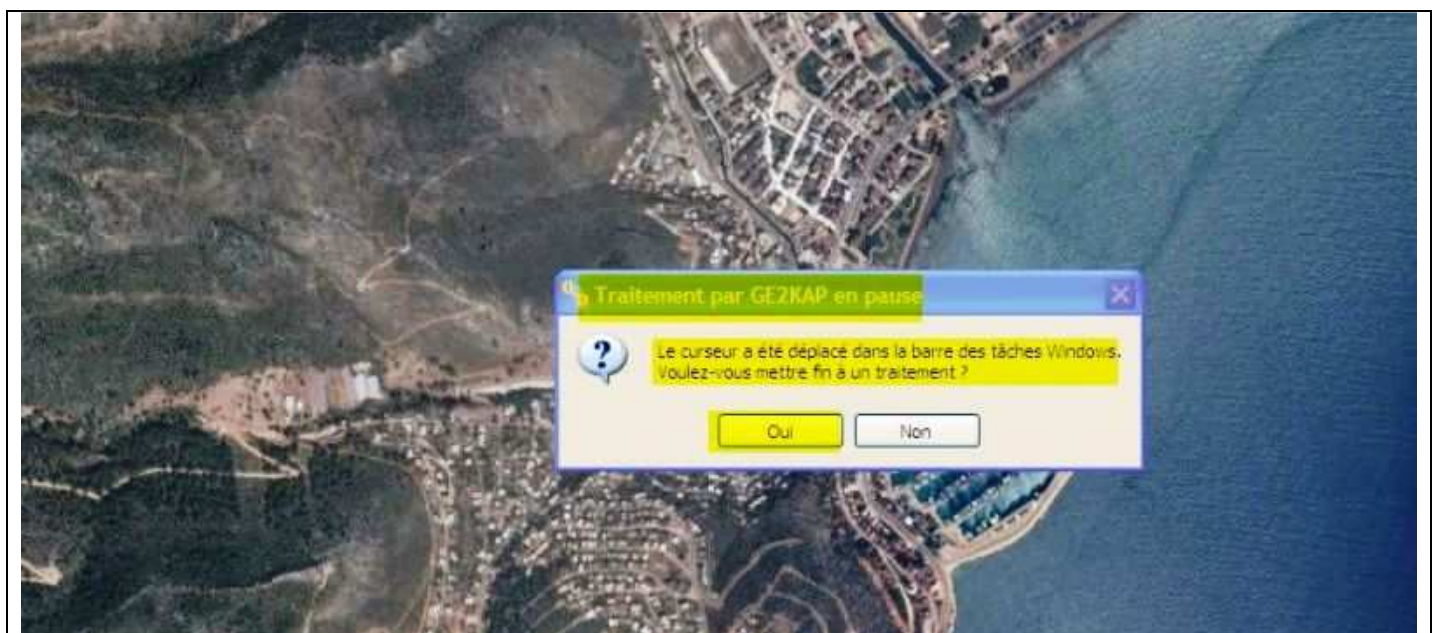 Traitement par GE2KAP en pause
Le curseur a été déplacé dans la barre des tâches Windows.
Voulez-vous mettre fin à un traitement ?
Oui
Non